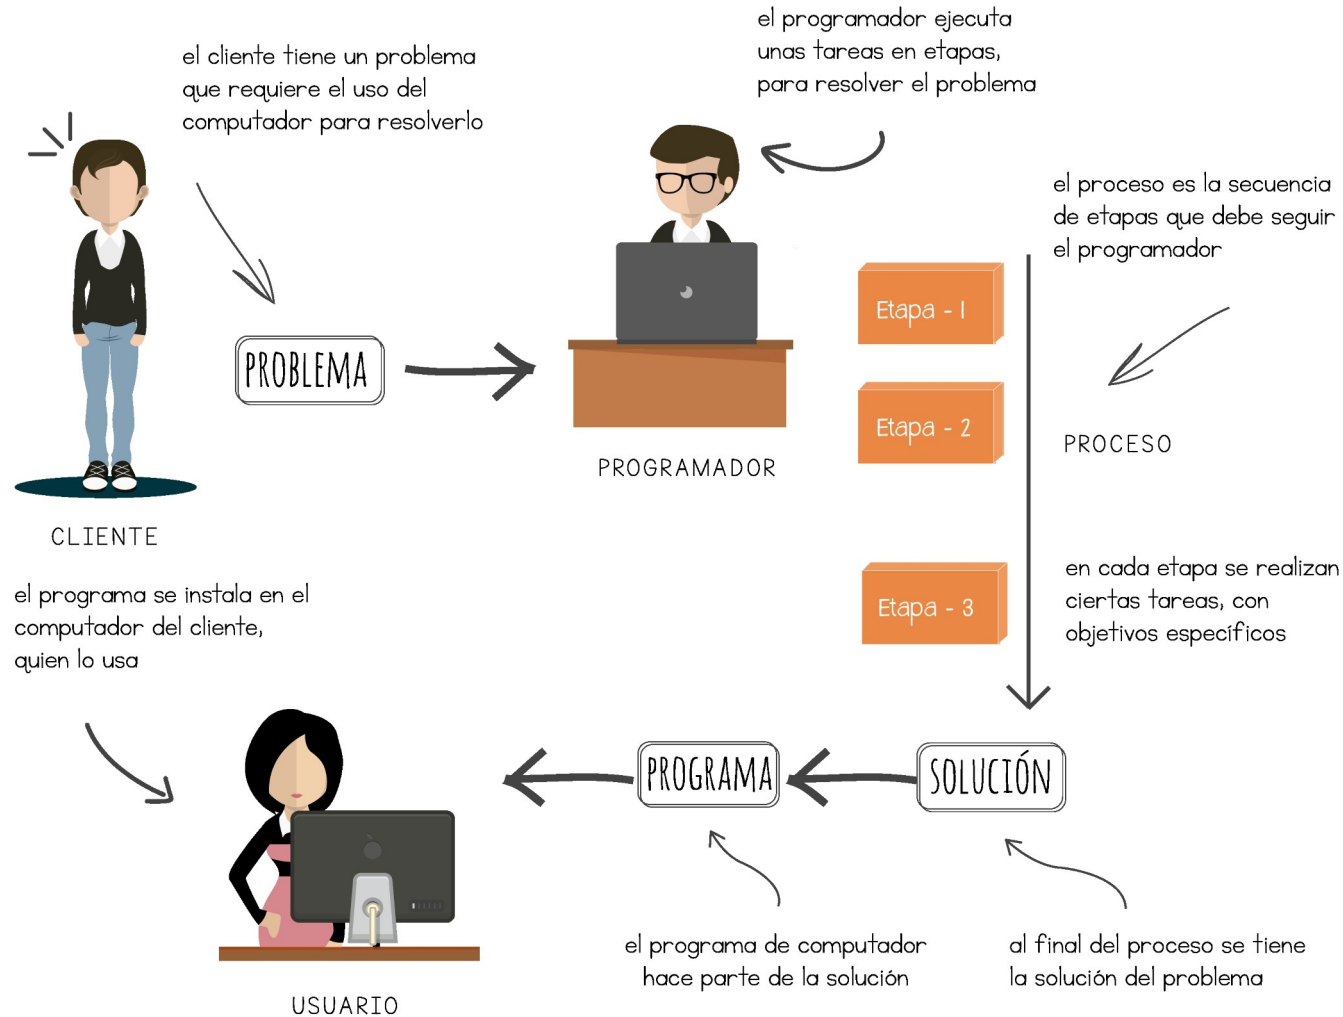 el cliente tiene un problema
que requiere el uso del
computador para resolverlo
el programador ejecuta
unas tareas en etapas,
para resolver el problema
el proceso es la secuencia
de etapas que debe seguir
el programador
PROBLEMA
Etapa - 1
Etapa - 2
PROGRAMADOR
PROCESO
CLIENTE
Etapa - 3
en cada etapa se realizan
ciertas tareas, con
objetivos específicos
el programa se instala en el
computador del cliente,
quien lo usa
PROGRAMA
SOLUCIÓN
el programa de computador
hace parte de la solución
al final del proceso se tiene
la solución del problema
USUARIO